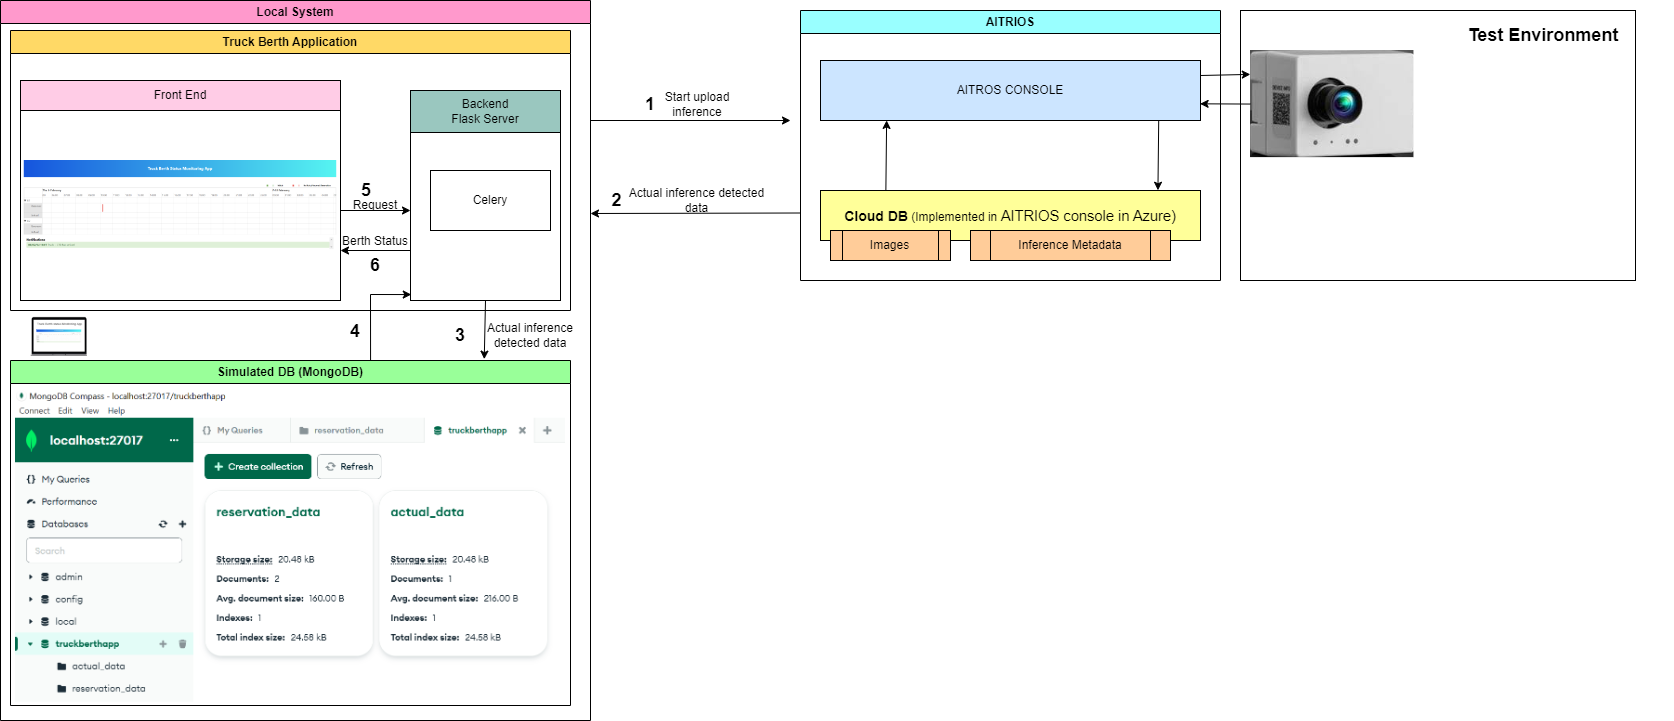 Local System
Truck Berth Application
Front End
Truck Berth Status Monitoring App
Notifications
Backend
Flask Server
Celery
5
Request
Berth Status
6
1
Start upload
inference
2
Actual inference detected
data
4
3
Actual inference
detected data
AITRIOS
AITROS CONSOLE
Cloud DB (Implemented in AITRIOS console in Azure)
Images
Inference Metadata
Test Environment
Simulated DB (MongoDB)
MongoDB Compass - localhost:27017/truckberthapp
Connect Edit View Help
localhost:27017 ...
{} My Queries
Performance
Databases
Search
admin
config
local
truckberthapp
actual_data
reservation_data
{} My Queries
reservation_data
truckberthapp
+ Create collection
Refresh
reservation_data
Storage size: 20.48 kB
Documents: 2
Avg. document size: 160.00 B
Indexes: 1
Total index size: 24.58 kB
actual_data
Storage size: 20.48 kB
Documents: 1
Avg. document size: 216.00 B
Indexes: 1
Total index size: 24.58 kB